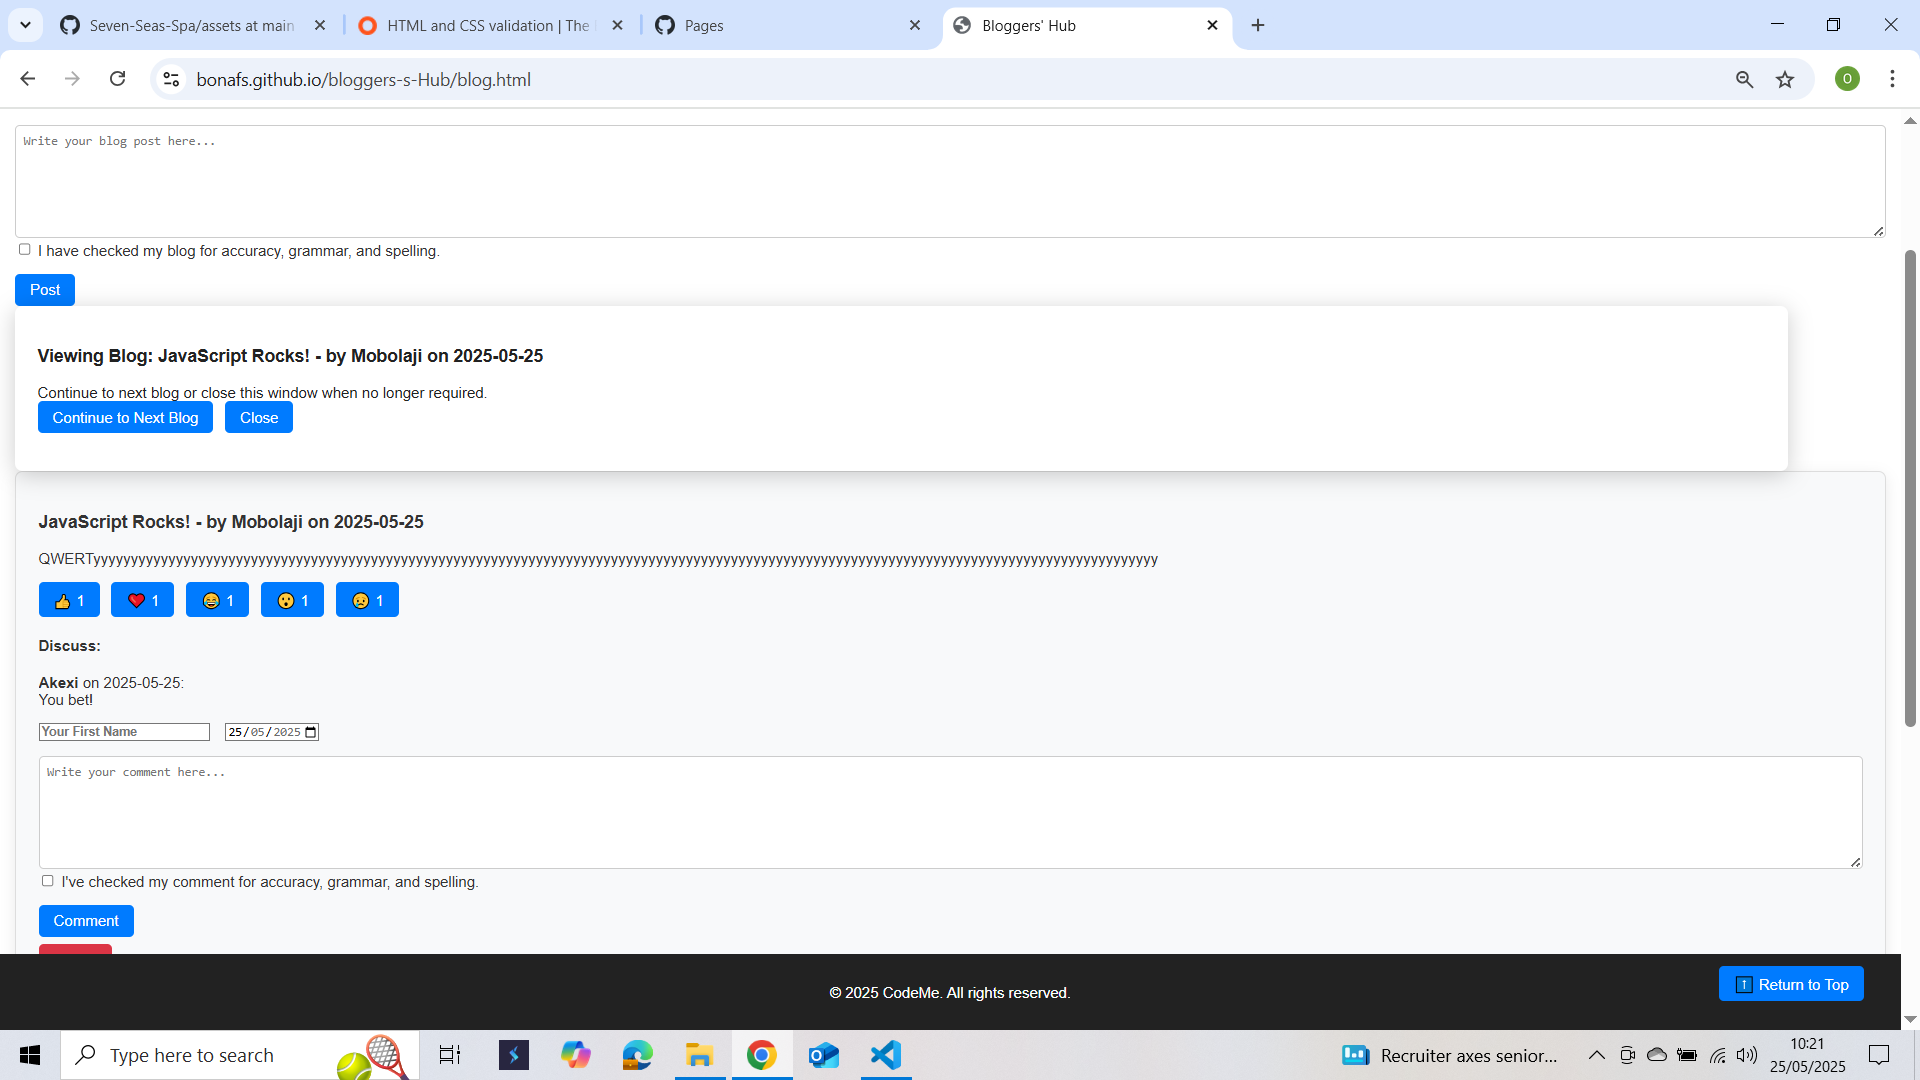 Seven-Seas-Spa/assets at main
HTML and CSS validation | The
Pages
Bloggers' Hub
bonafs.github.io/bloggers-s-Hub/blog.html
O
Write your blog post here...
I have checked my blog for accuracy, grammar, and spelling.
Post
Viewing Blog: JavaScript Rocks! - by Mobolaji on 2025-05-25
Continue to next blog or close this window when no longer required.
Continue to Next Blog Close
JavaScript Rocks! - by Mobolaji on 2025-05-25
👍 1 ❤️ 1 😄 1 😮 1 😢 1
Discuss:
Akexi on 2025-05-25:
You bet!
Your First Name 25/05/2025
Write your comment here...
I've checked my comment for accuracy, grammar, and spelling.
Comment
© 2025 CodeMe. All rights reserved.
Return to Top
Type here to search
Recruiter axes senior...
10:21
25/05/2025